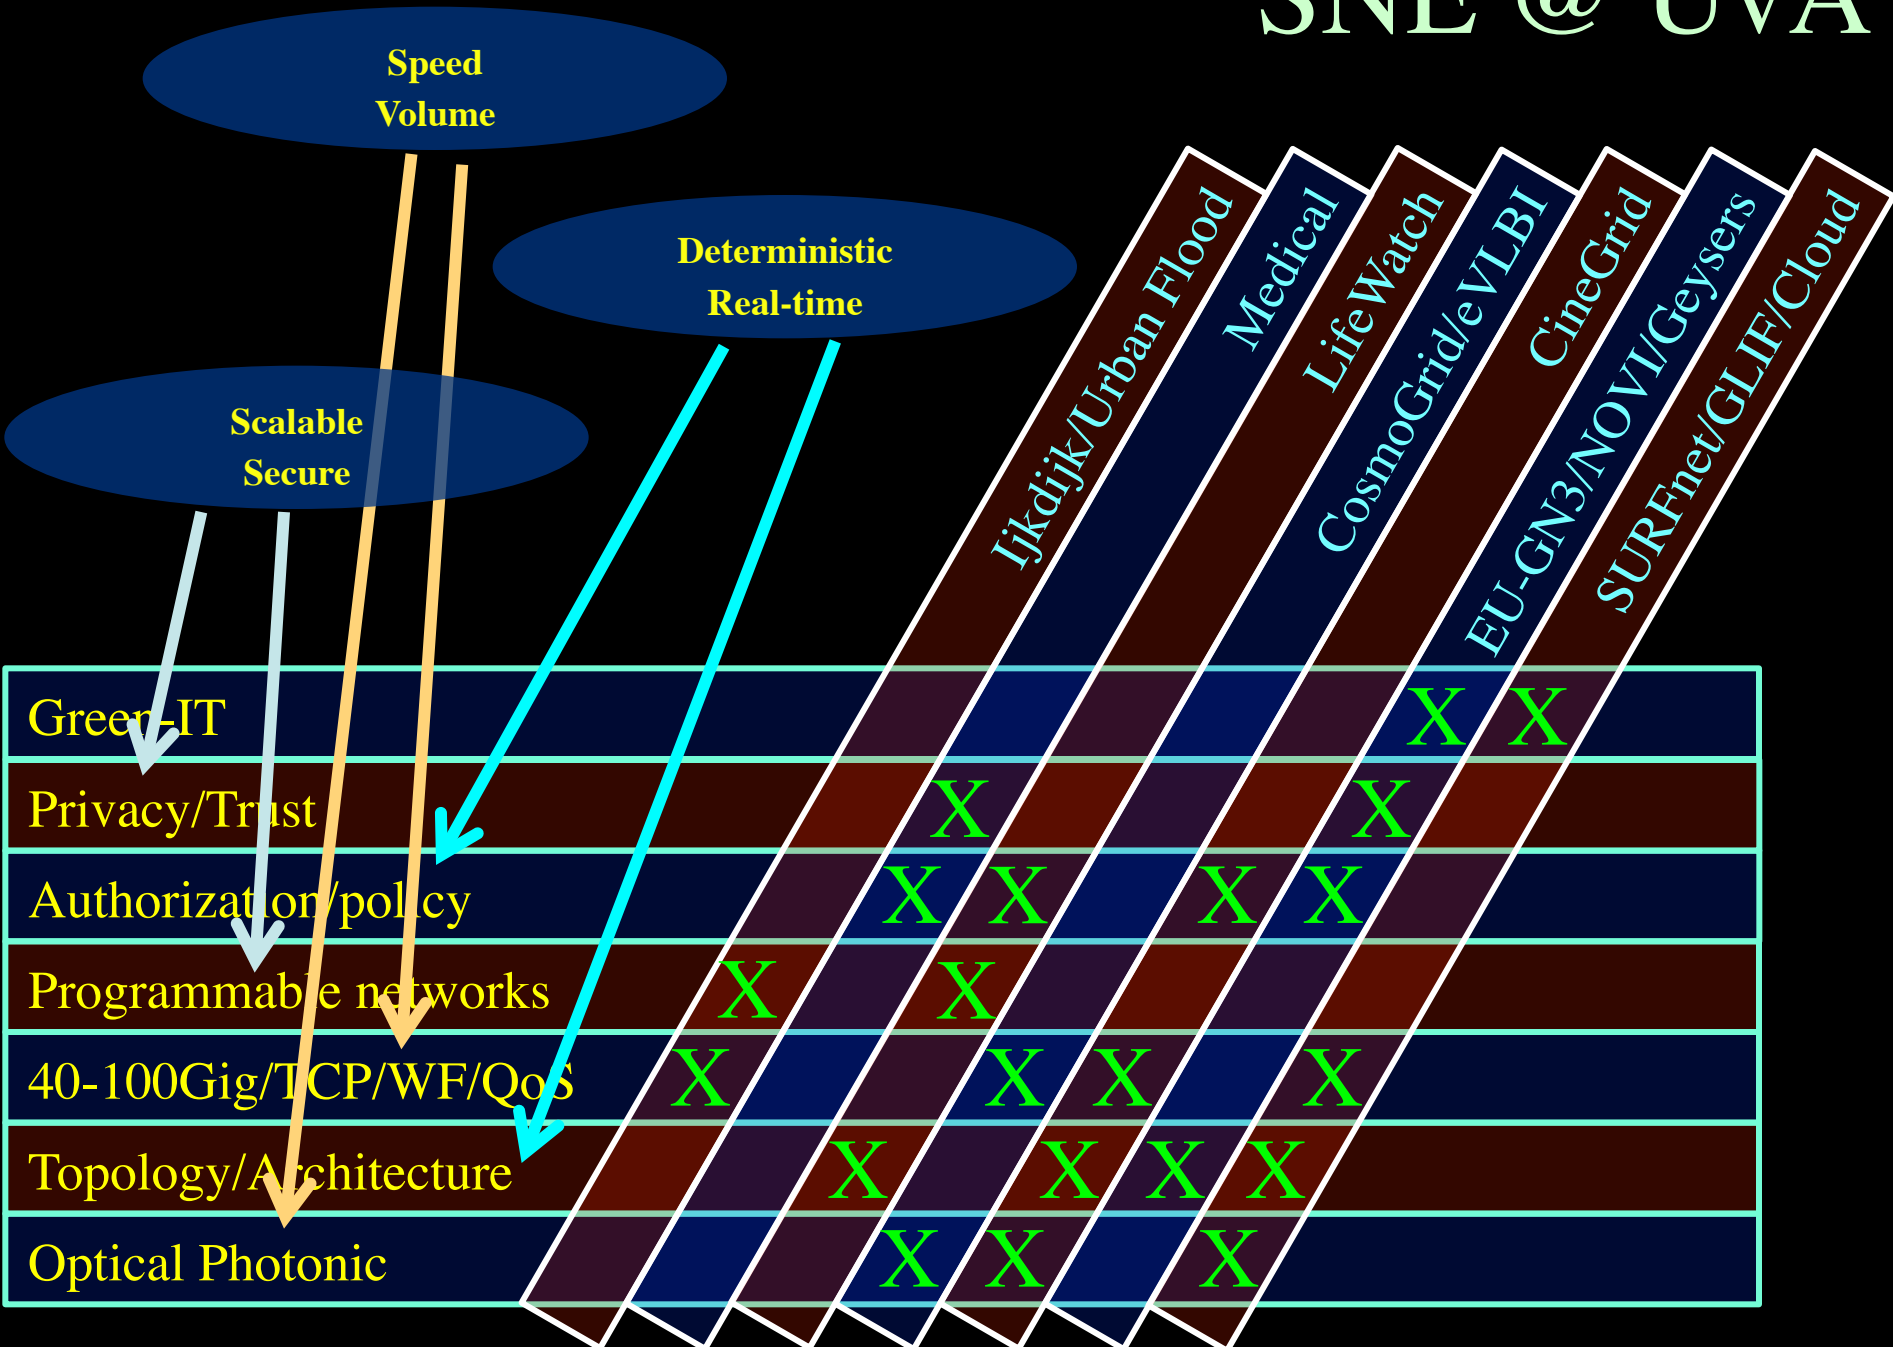 SNE @ UVA
Speed
Volume
Deterministic
Real-time
Scalable
Secure
Ijkdijk/Urban Flood
Medical
LifeWatch
CosmoGrid/eVLBI
CineGrid
EU-GN3/NOVI/Geysers
SURFnet/GLIF/Cloud
Green-IT X X
Privacy/Trust X X
Authorization/policy X X X X
Programmable networks X X
40-100Gig/TCP/WF/QoS X X X X
Topology/Architecture X X X X
Optical Photonic X X X